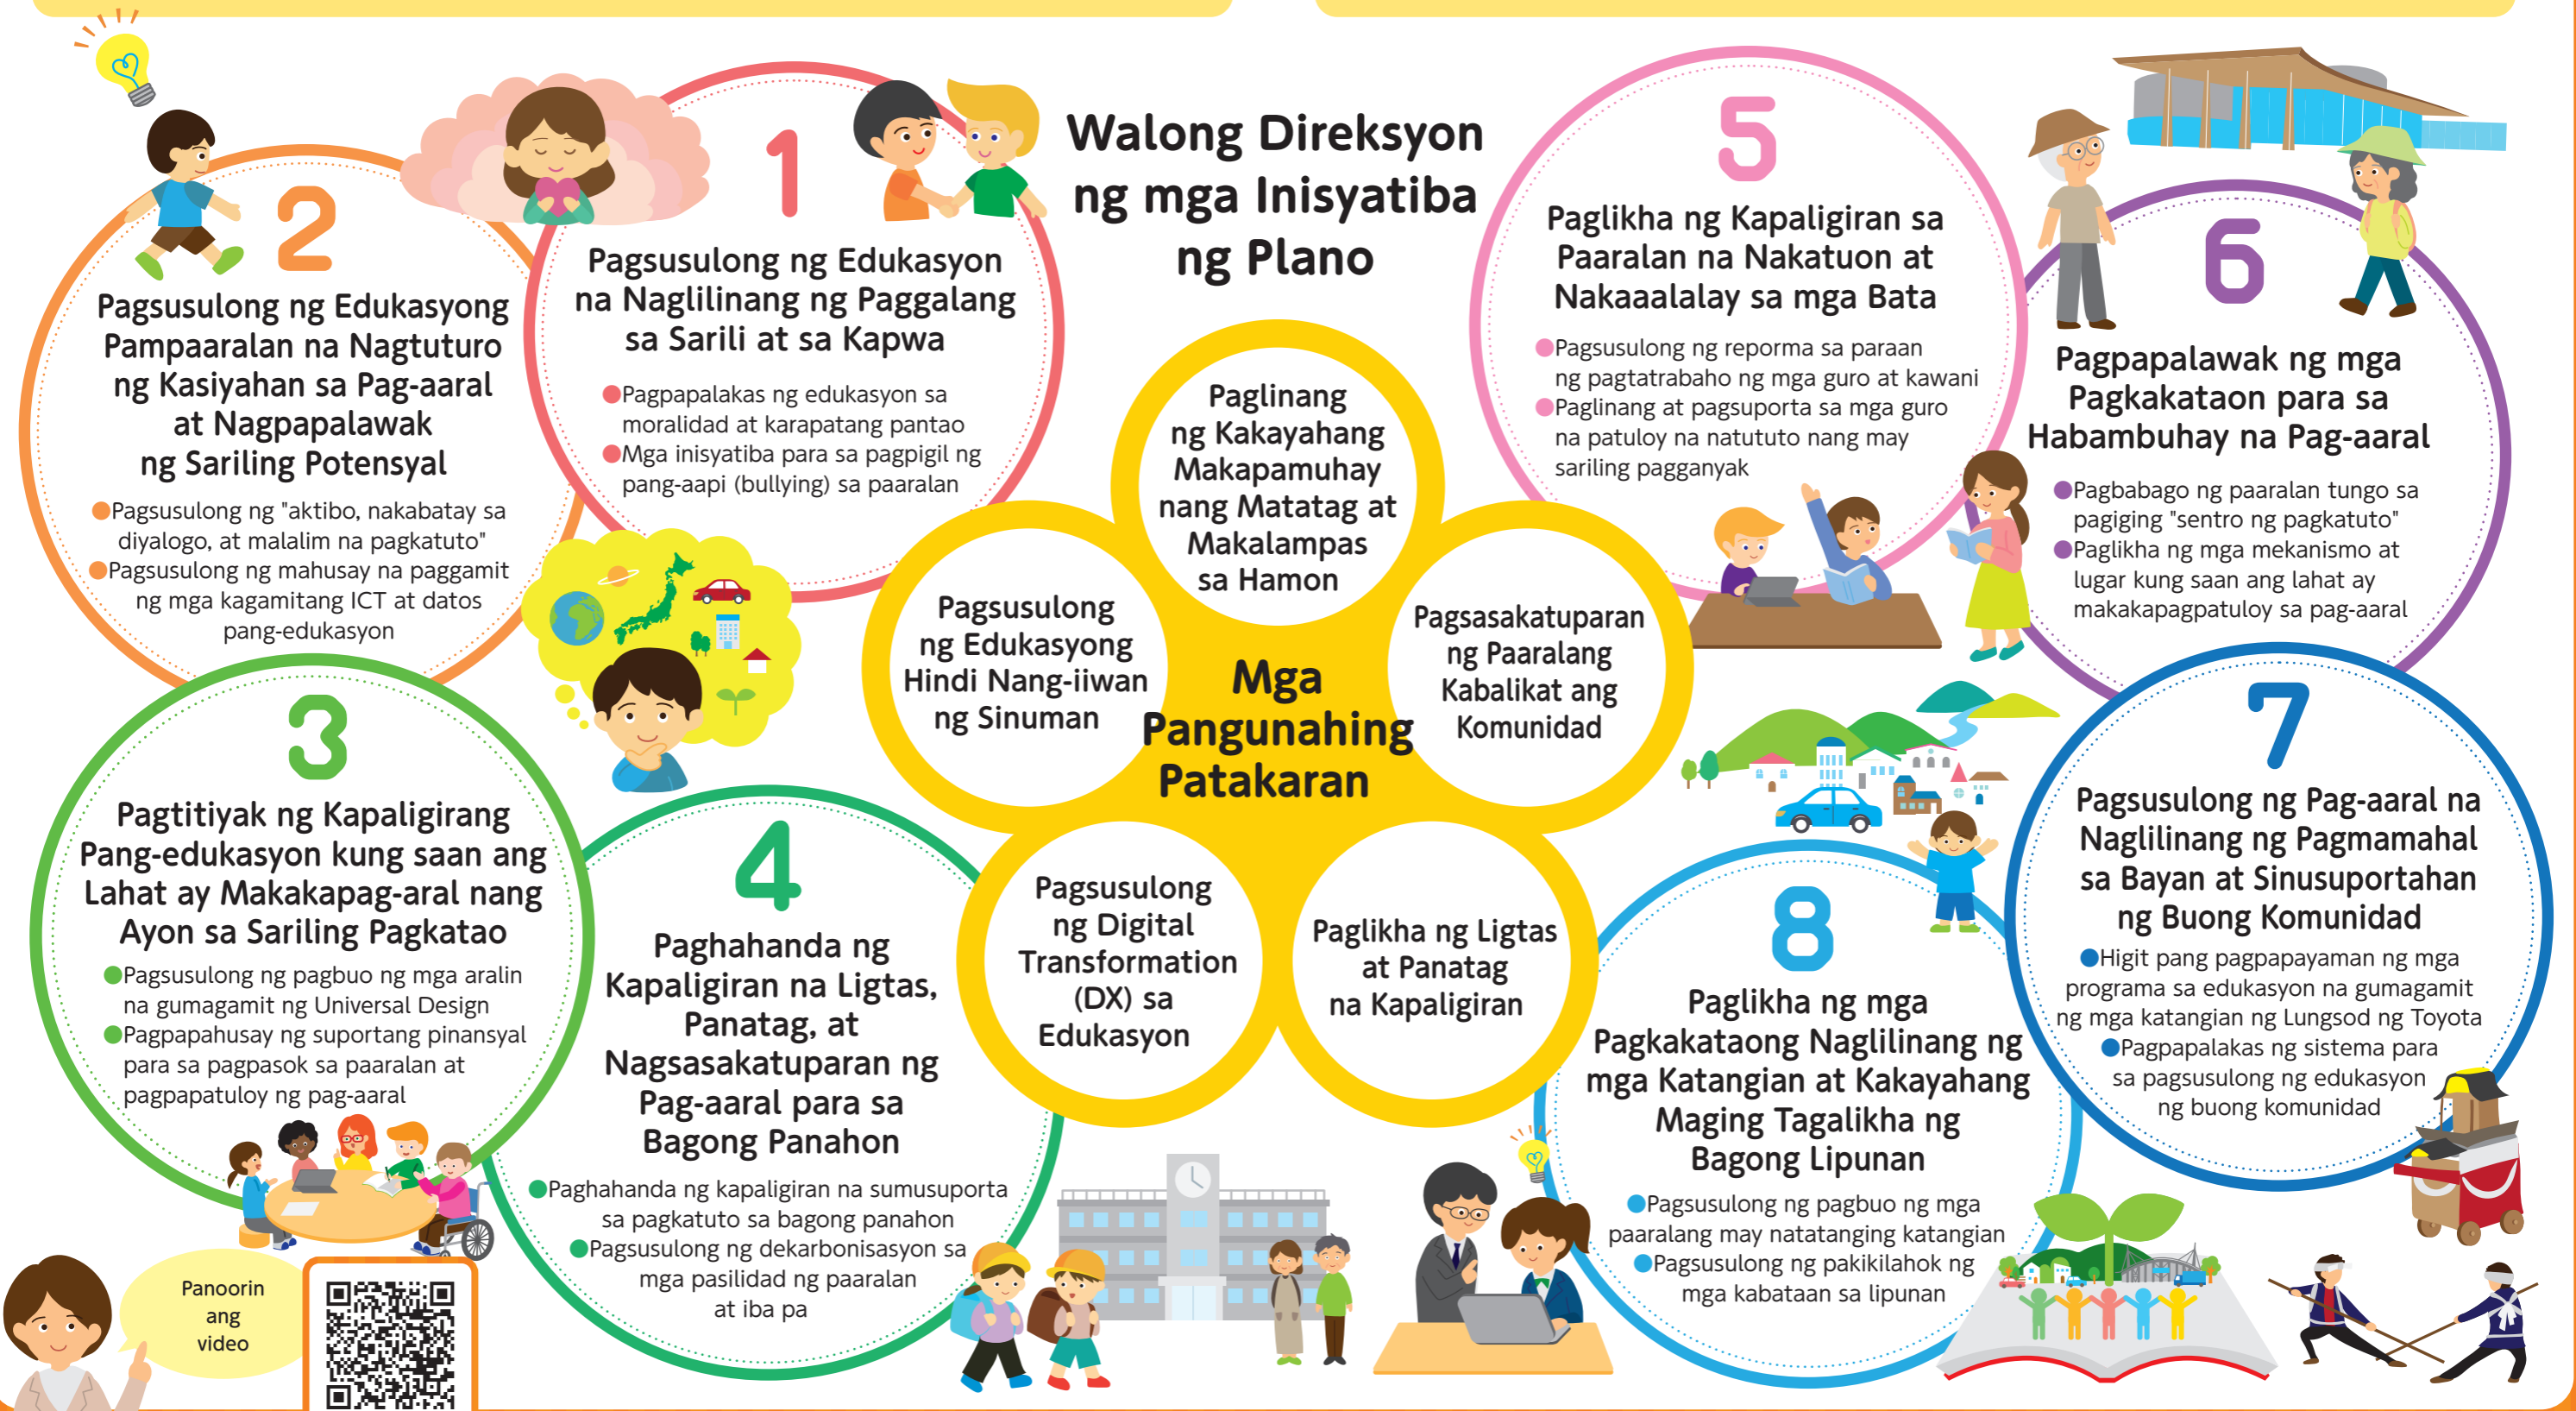 Walong Direksyon
ng mga Inisyatiba
ng Plano
1
Pagsusulong ng Edukasyon
na Naglilinang ng Paggalang
sa Sarili at sa Kapwa
●Pagpapalakas ng edukasyon sa
moralidad at karapatang pantao
●Mga inisyatiba para sa pagpigil ng
pang-aapi (bullying) sa paaralan
2
Pagsusulong ng Edukasyong
Pampaaralan na Nagtuturo
ng Kasiyahan sa Pag-aaral
at Nagpapalawak
ng Sariling Potensyal
●Pagsusulong ng "aktibo, nakabatay sa
diyalogo, at malalim na pagkatuto"
●Pagsusulong ng mahusay na paggamit
ng mga kagamitang ICT at datos
pang-edukasyon
3
Pagtitiyak ng Kapaligirang
Pang-edukasyon kung saan ang
Lahat ay Makakapag-aral nang
Ayon sa Sariling Pagkatao
●Pagsusulong ng pagbuo ng mga aralin
na gumagamit ng Universal Design
●Pagpapahusay ng suportang pinansyal
para sa pagpasok sa paaralan at
pagpapatuloy ng pag-aaral
4
Paghahanda ng
Kapaligiran na Ligtas,
Panatag, at
Nagsasakatuparan ng
Pag-aaral para sa
Bagong Panahon
●Paghahanda ng kapaligiran na sumusuporta
sa pagkatuto sa bagong panahon
●Pagsusulong ng dekarbonisasyon sa
mga pasilidad ng paaralan
at iba pa
Mga
Pangunahing
Patakaran
Paglinang
ng Kakayahang
Makapamuhay
nang Matatag at
Makalampas
sa Hamon
Pagsusulong
ng Edukasyong
Hindi Nang-iiwan
ng Sinuman
Pagsasakatuparan
ng Paaralang
Kabalikat ang
Komunidad
Pagsusulong
ng Digital
Transformation
(DX) sa
Edukasyon
Paglikha ng Ligtas
at Panatag
na Kapaligiran
5
Paglikha ng Kapaligiran sa
Paaralan na Nakatuon at
Nakaaalalay sa mga Bata
●Pagsusulong ng reporma sa paraan
ng pagtatrabaho ng mga guro at kawani
●Paglinang at pagsuporta sa mga guro
na patuloy na natututo nang may
sariling pagganyak
6
Pagpapalawak ng mga
Pagkakataon para sa
Habambuhay na Pag-aaral
●Pagbabago ng paaralan tungo sa
pagiging "sentro ng pagkatuto"
●Paglikha ng mga mekanismo at
lugar kung saan ang lahat ay
makakapagpatuloy sa pag-aaral
7
Pagsusulong ng Pag-aaral na
Naglilinang ng Pagmamahal
sa Bayan at Sinusuportahan
ng Buong Komunidad
●Higit pang pagpapayaman ng mga
programa sa edukasyon na gumagamit
ng mga katangian ng Lungsod ng Toyota
●Pagpapalakas ng sistema para
sa pagsusulong ng edukasyon
ng buong komunidad
8
Paglikha ng mga
Pagkakataong Naglilinang ng
mga Katangian at Kakayahang
Maging Tagalikha ng
Bagong Lipunan
●Pagsusulong ng pagbuo ng mga
paaralang may natatanging katangian
●Pagsusulong ng pakikilahok ng
mga kabataan sa lipunan
Panoorin
ang
video